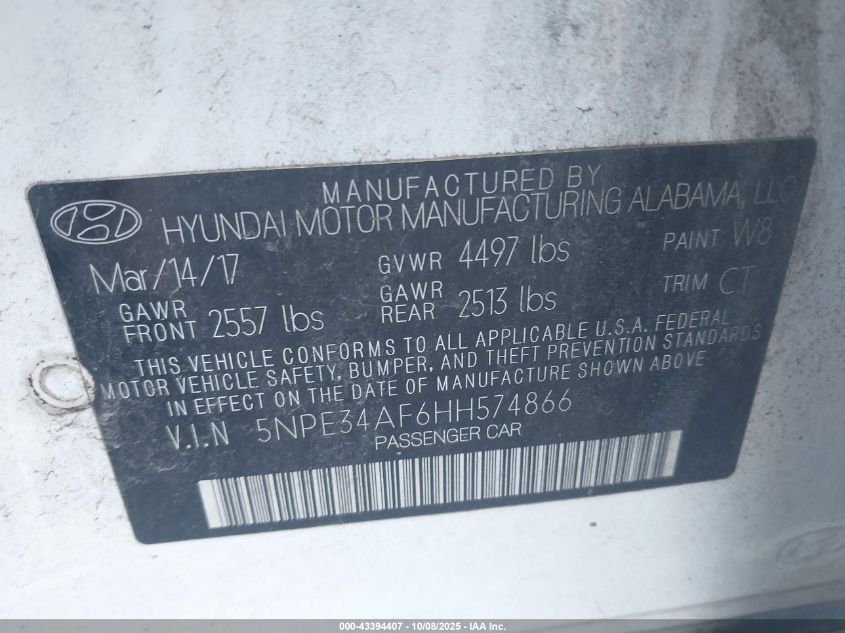 MANUFACTURED BY
HYUNDAI MOTOR MANUFACTURING ALABAMA, LLC
Mar/14/17 GVWR 4497 lbs PAINT W8
GAWR FRONT 2557 lbs GAWR REAR 2513 lbs TRIM CT
THIS VEHICLE CONFORMS TO ALL APPLICABLE U.S.A. FEDERAL
MOTOR VEHICLE SAFETY, BUMPER, AND THEFT PREVENTION STANDARDS
IN EFFECT ON THE DATE OF MANUFACTURE SHOWN ABOVE
V.I.N 5NPE34AF6HH574866
PASSENGER CAR
000-43394407 - 10/08/2025 - IAA Inc.